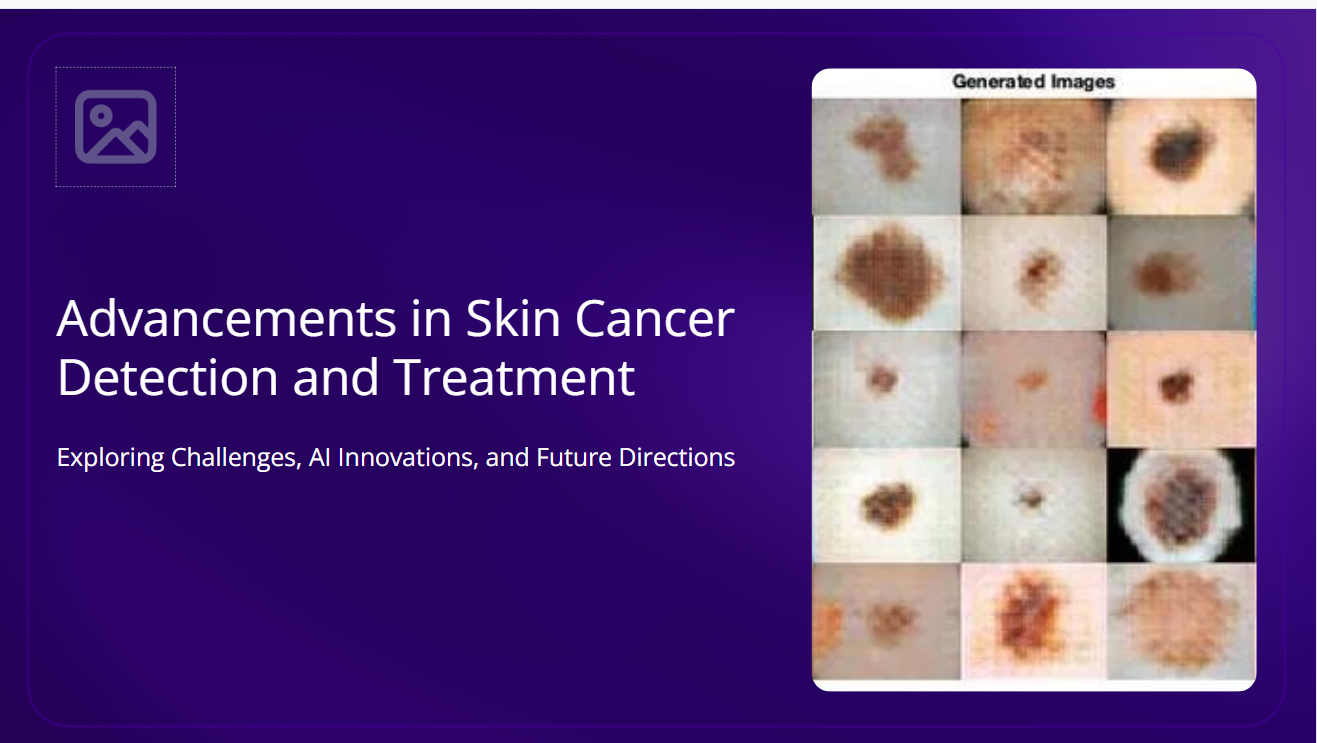 Generated Images
Advancements in Skin Cancer
Detection and Treatment
Exploring Challenges, AI Innovations, and Future Directions